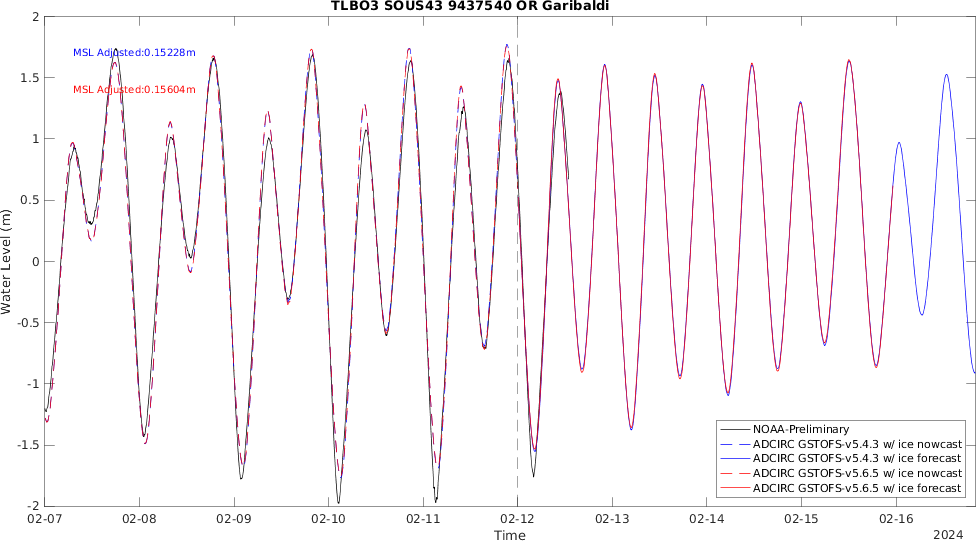 TLBO3 SOUS43 9437540 OR Garibaldi
MSL Adjusted:0.15228m
MSL Adjusted:0.15604m
2
1.5
1
0.5
0
-0.5
-1
-1.5
-2
Water Level (m)
NOAA-Preliminary
ADCIRC GSTOFS-v5.4.3 w/ ice nowcast
ADCIRC GSTOFS-v5.4.3 w/ ice forecast
ADCIRC GSTOFS-v5.6.5 w/ ice nowcast
ADCIRC GSTOFS-v5.6.5 w/ ice forecast
02-07 02-08 02-09 02-10 02-11 02-12 02-13 02-14 02-15 02-16
Time
2024